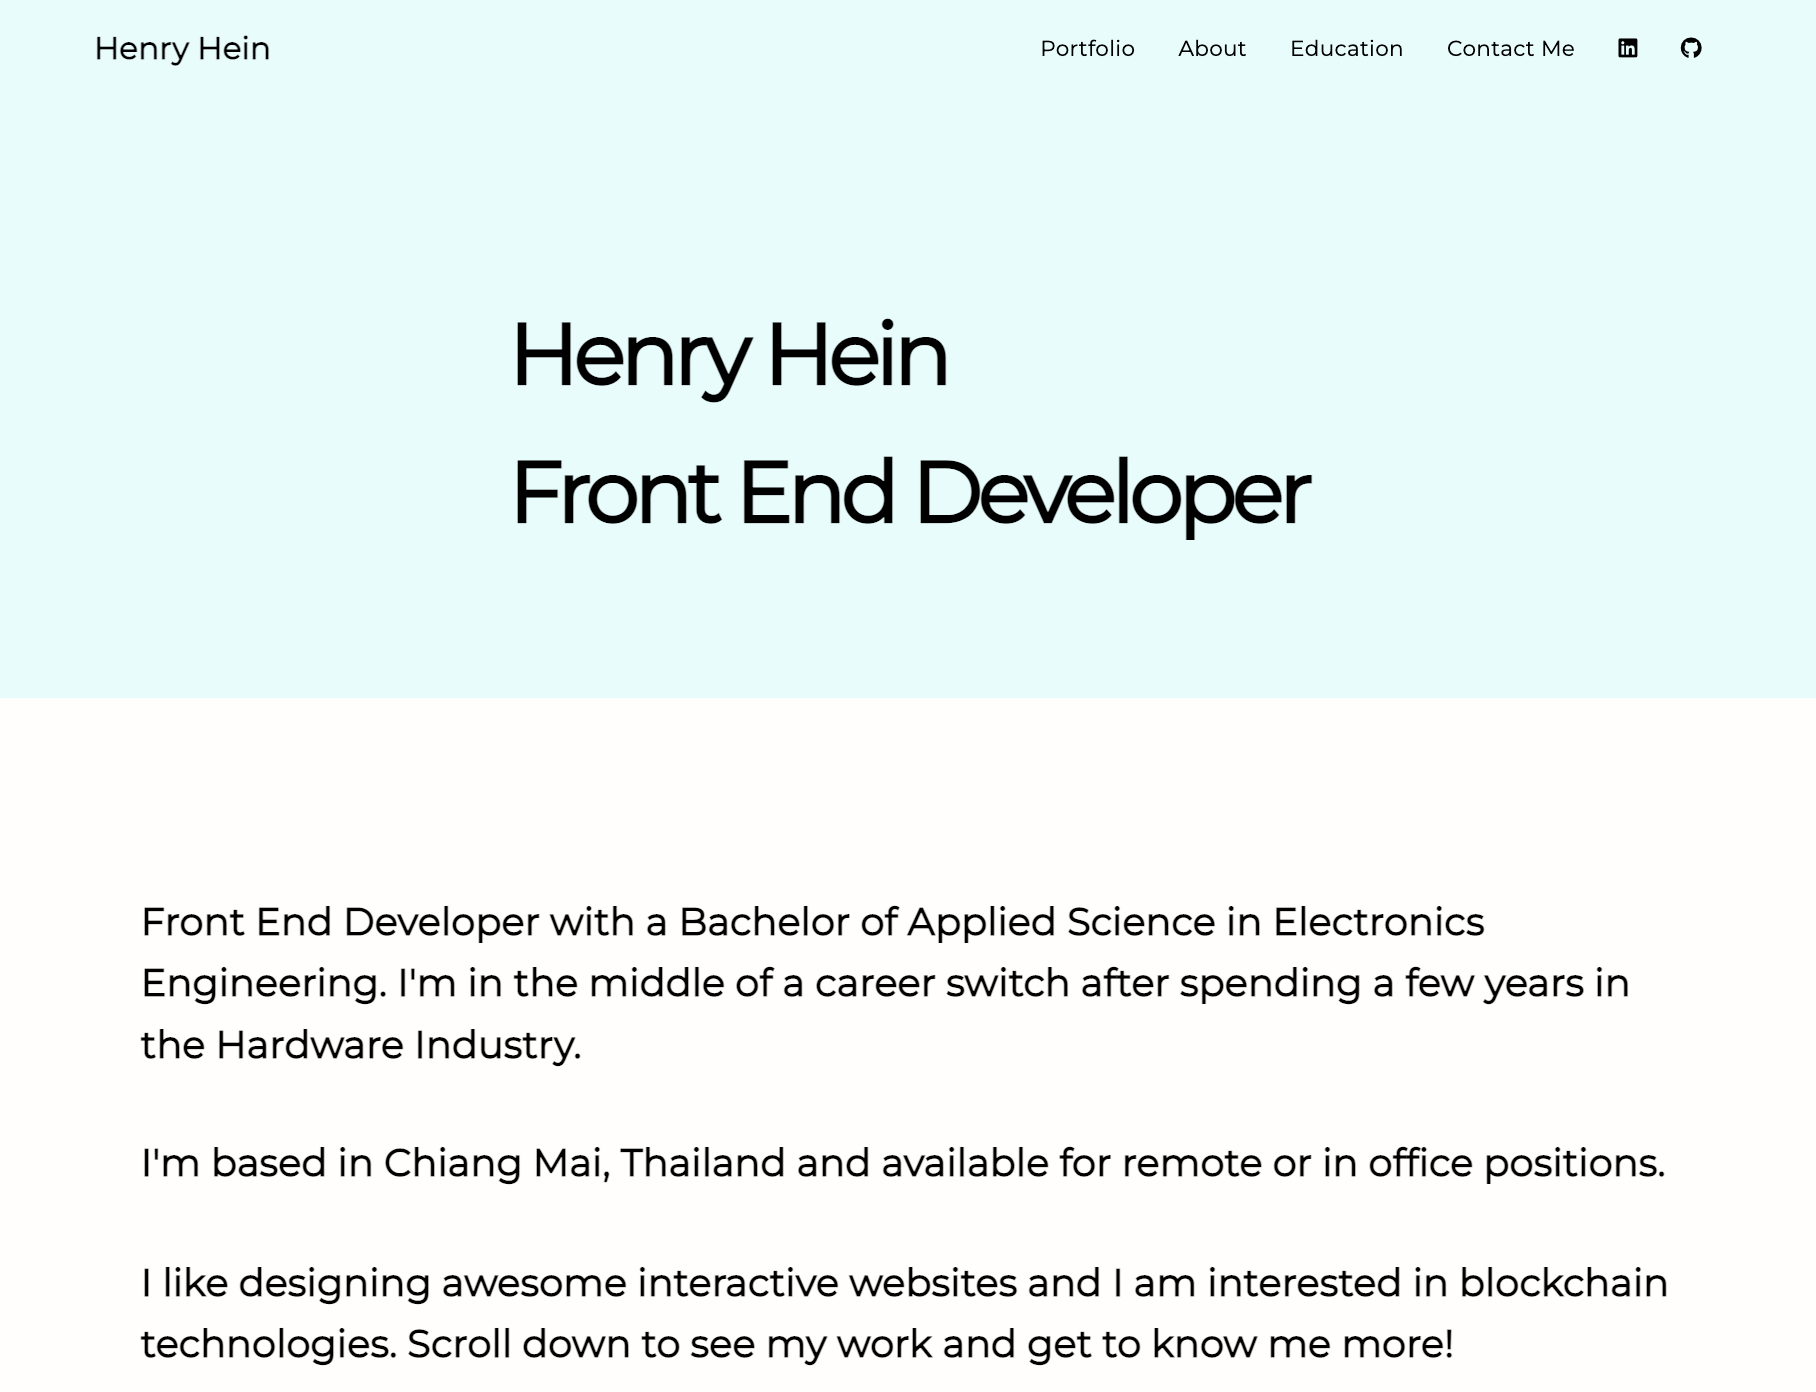 Henry Hein
Portfolio About Education Contact Me
Henry Hein
Front End Developer
Front End Developer with a Bachelor of Applied Science in Electronics
Engineering. I'm in the middle of a career switch after spending a few years in
the Hardware Industry.
I'm based in Chiang Mai, Thailand and available for remote or in office positions.
I like designing awesome interactive websites and I am interested in blockchain
technologies. Scroll down to see my work and get to know me more!